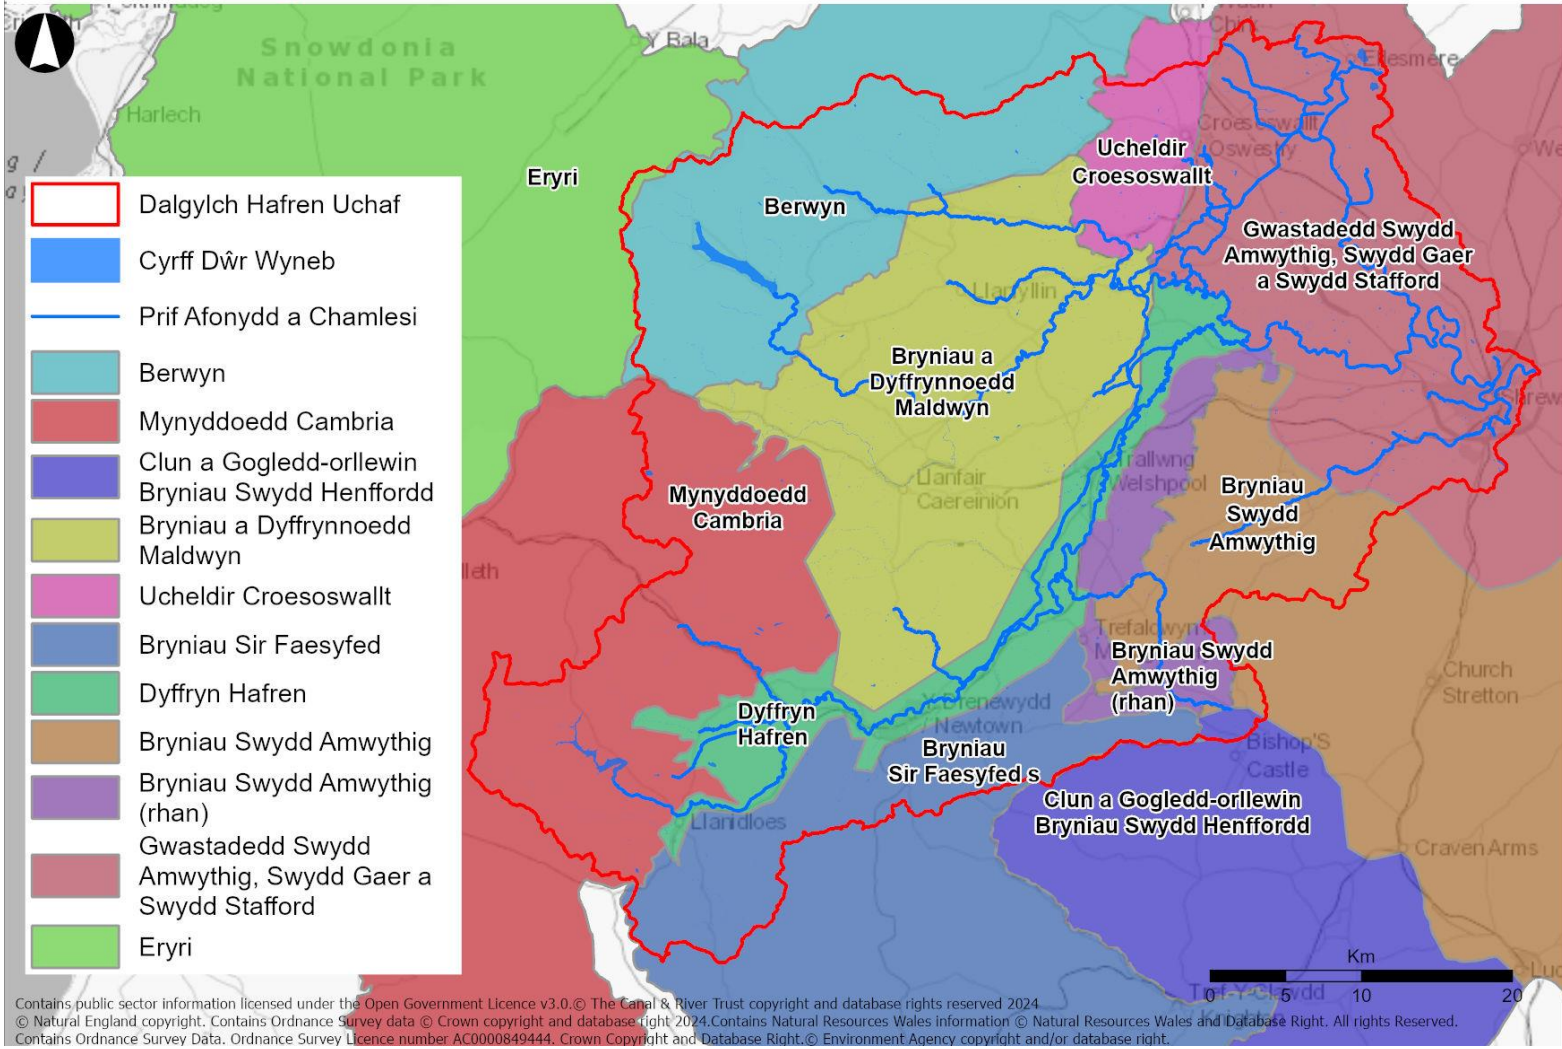 Snowdonia
National Park
Y Bala
Chirk
Ellesmere
Harlech
Croeseswallt
Oswestry
Eryri
Berwyn
Ucheldir
Croesoswallt
Gwastadedd Swydd
Amwythig, Swydd Gaer
a Swydd Stafford
Llanfyllin
Bryniau a
Dyffrynnoedd
Maldwyn
Mynyddoedd
Cambria
Llanfair
Caereinion
Y Trallwng
Welshpool
Bryniau
Swydd
Amwythig
Trefaldwyn
Bryniau Swydd
Amwythig
(rhan)
Church
Stretton
Dyffryn
Hafren
Y Drenewydd
/ Newtown
Bryniau
Sir Faesyfed s
Bishop'S
Castle
Clun a Gogledd-orllewin
Bryniau Swydd Henffordd
Llanidloes
Craven Arms
Tref-Y-Clawdd
Dalgylch Hafren Uchaf
Cyrff Dŵr Wyneb
Prif Afonydd a Chamlesi
Berwyn
Mynyddoedd Cambria
Clun a Gogledd-orllewin
Bryniau Swydd Henffordd
Bryniau a Dyffrynnoedd
Maldwyn
Ucheldir Croesoswallt
Bryniau Sir Faesyfed
Dyffryn Hafren
Bryniau Swydd Amwythig
Bryniau Swydd Amwythig
(rhan)
Gwastadedd Swydd
Amwythig, Swydd Gaer a
Swydd Stafford
Eryri
Km
0 5 10 20
Contains public sector information licensed under the Open Government Licence v3.0.© The Canal & River Trust copyright and database rights reserved 2024
© Natural England copyright. Contains Ordnance Survey data © Crown copyright and database right 2024.Contains Natural Resources Wales information © Natural Resources Wales and Database Right. All rights Reserved.
Contains Ordnance Survey Data. Ordnance Survey Licence number AC0000849444. Crown Copyright and Database Right.© Environment Agency copyright and/or database right.